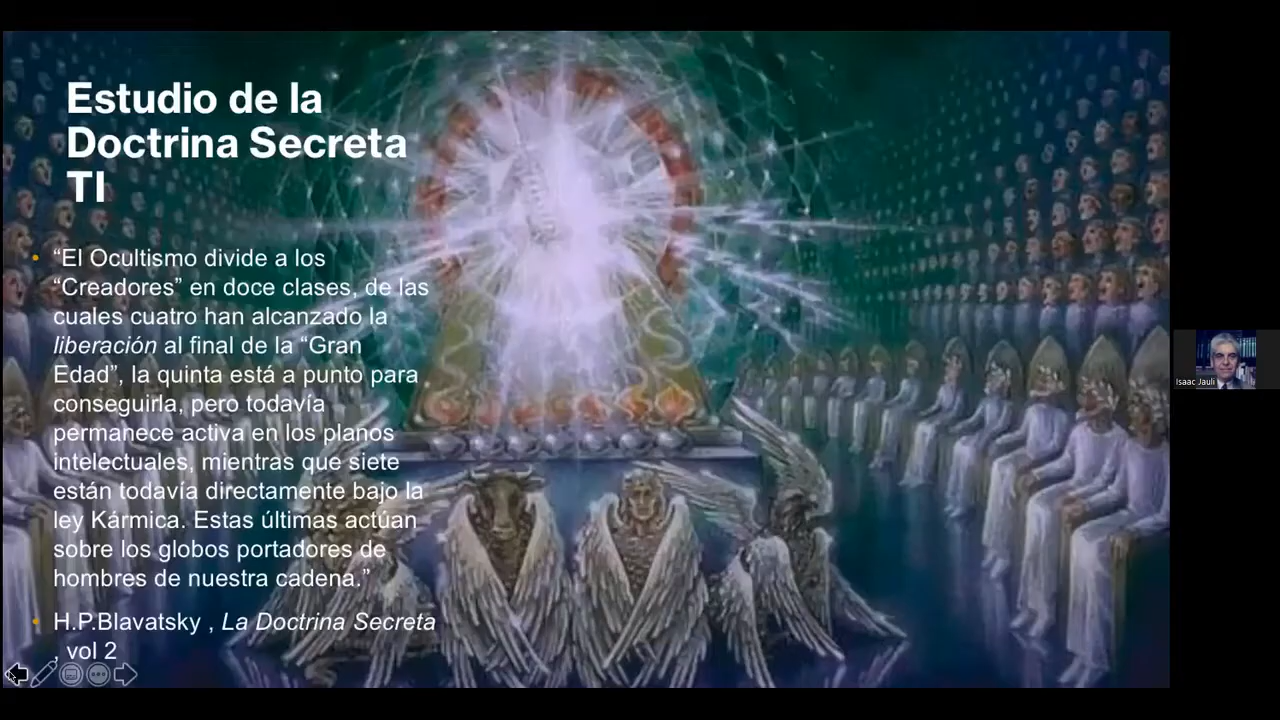 Estudio de la
Doctrina Secreta
TI
• “El Ocultismo divide a los
“Creadores” en doce clases, de las
cuales cuatro han alcanzado la
liberación al final de la “Gran
Edad”, la quinta está a punto para
conseguirla, pero todavía
permanece activa en los planos
intelectuales, mientras que siete
están todavía directamente bajo la
ley Kármica. Estas últimas actúan
sobre los globos portadores de
hombres de nuestra cadena.”
• H.P.Blavatsky , La Doctrina Secreta
, vol 2
Isaac Jauli